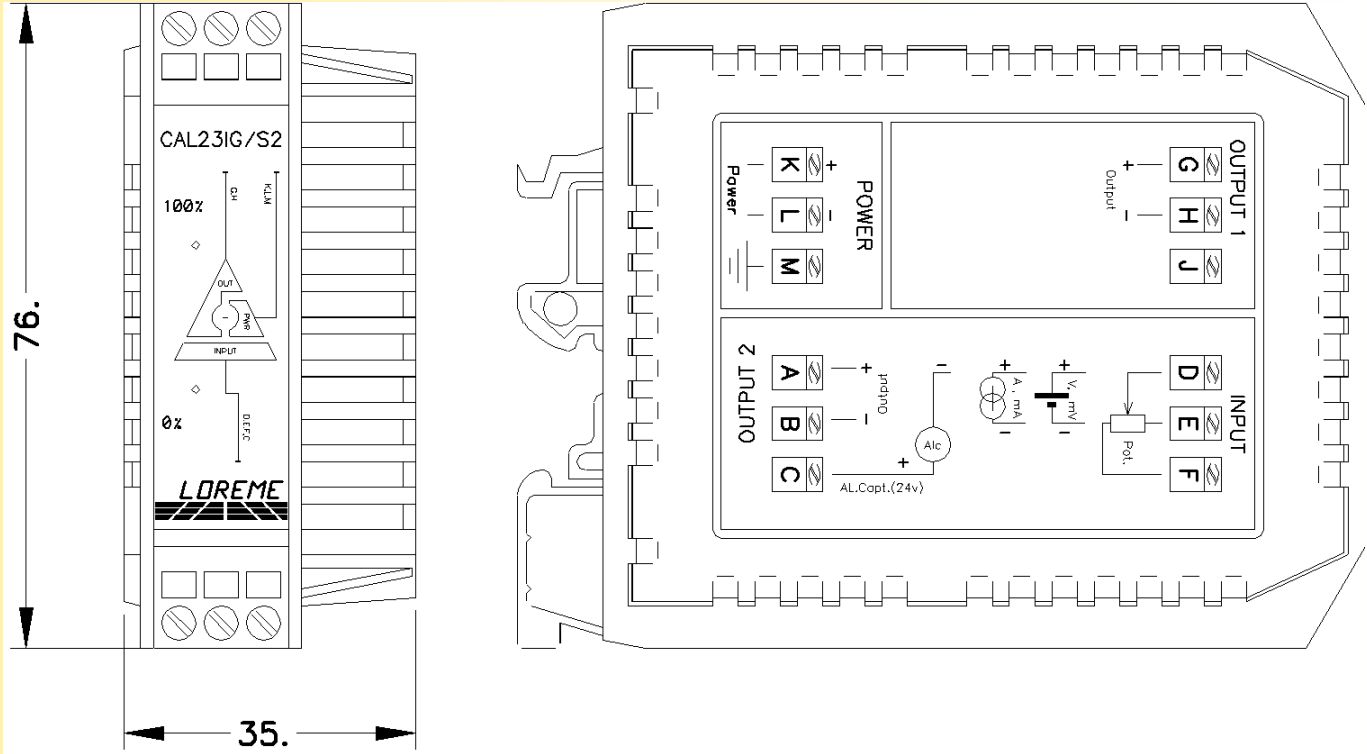 76.
35.
CAL23IG/S2
K,L,M
G,H
100%
OUT
PWR
INPUT
0%
D,E,F,C
LOREME
POWER
K +
L -
M
Power
OUTPUT 1
G
H
J
+ Output -
OUTPUT 2
A
B
C
+ Output -
- Alc +
AL.Capt.(24v)
+ A , mA -
+ V, mV -
Pot.
INPUT
D
E
F